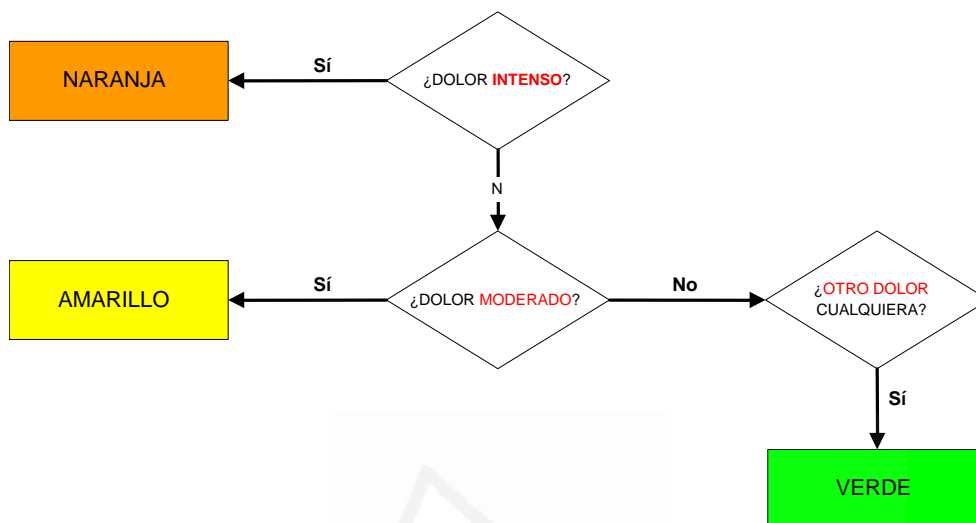 NARANJA
Sí
¿DOLOR INTENSO?
N
AMARILLO
Sí
¿DOLOR MODERADO?
No
¿OTRO DOLOR
CUALQUIERA?
Sí
VERDE